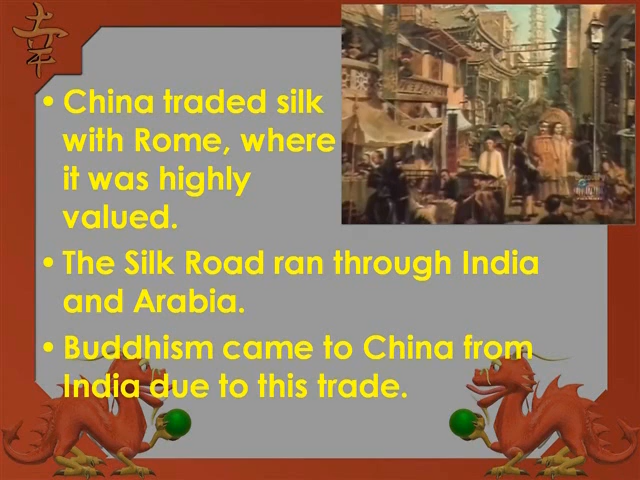 幸
• China traded silk
with Rome, where
it was highly
valued.
• The Silk Road ran through India
and Arabia.
• Buddhism came to China from
India due to this trade.